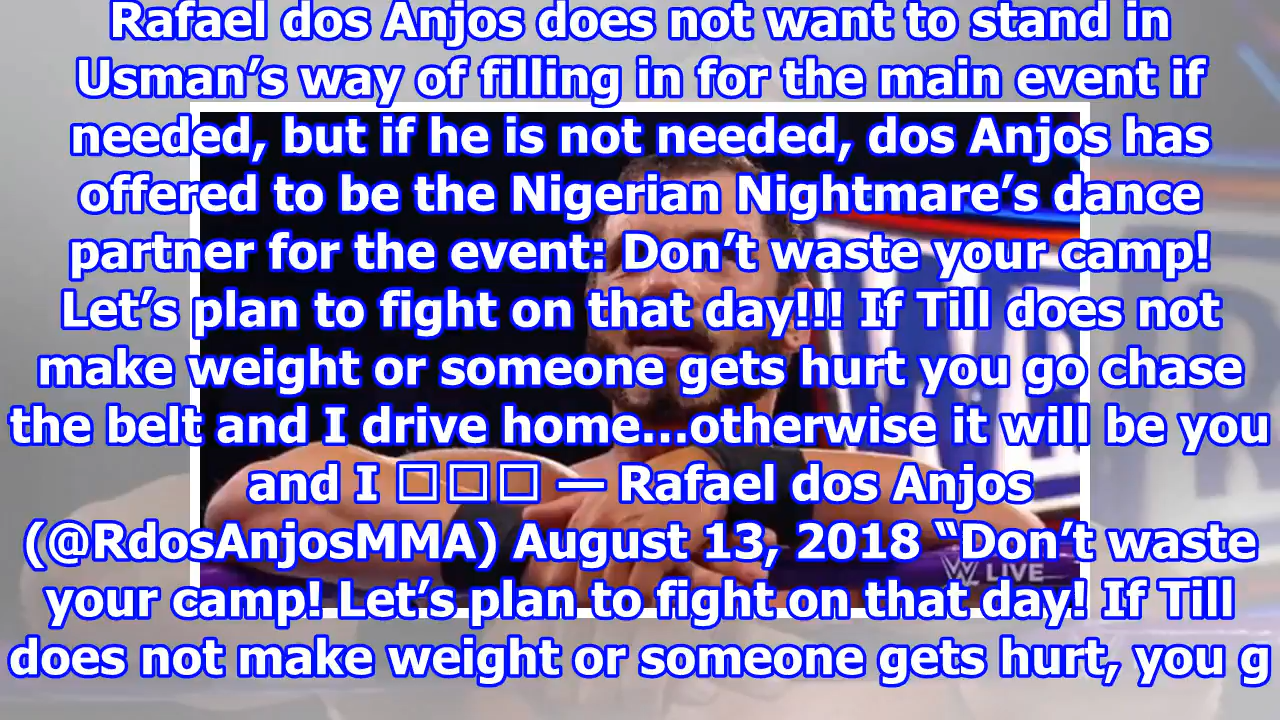 Rafael dos Anjos does not want to stand in
Usman’s way of filling in for the main event if
needed, but if he is not needed, dos Anjos has
offered to be the Nigerian Nightmare’s dance
partner for the event: Don’t waste your camp!
Let’s plan to fight on that day!!! If Till does not
make weight or someone gets hurt you go chase
the belt and I drive home...otherwise it will be you
and I □□□ — Rafael dos Anjos
(@RdosAnjosMMA) August 13, 2018 “Don’t waste
your camp! Let’s plan to fight on that day! If Till
does not make weight or someone gets hurt, you g
LIVE